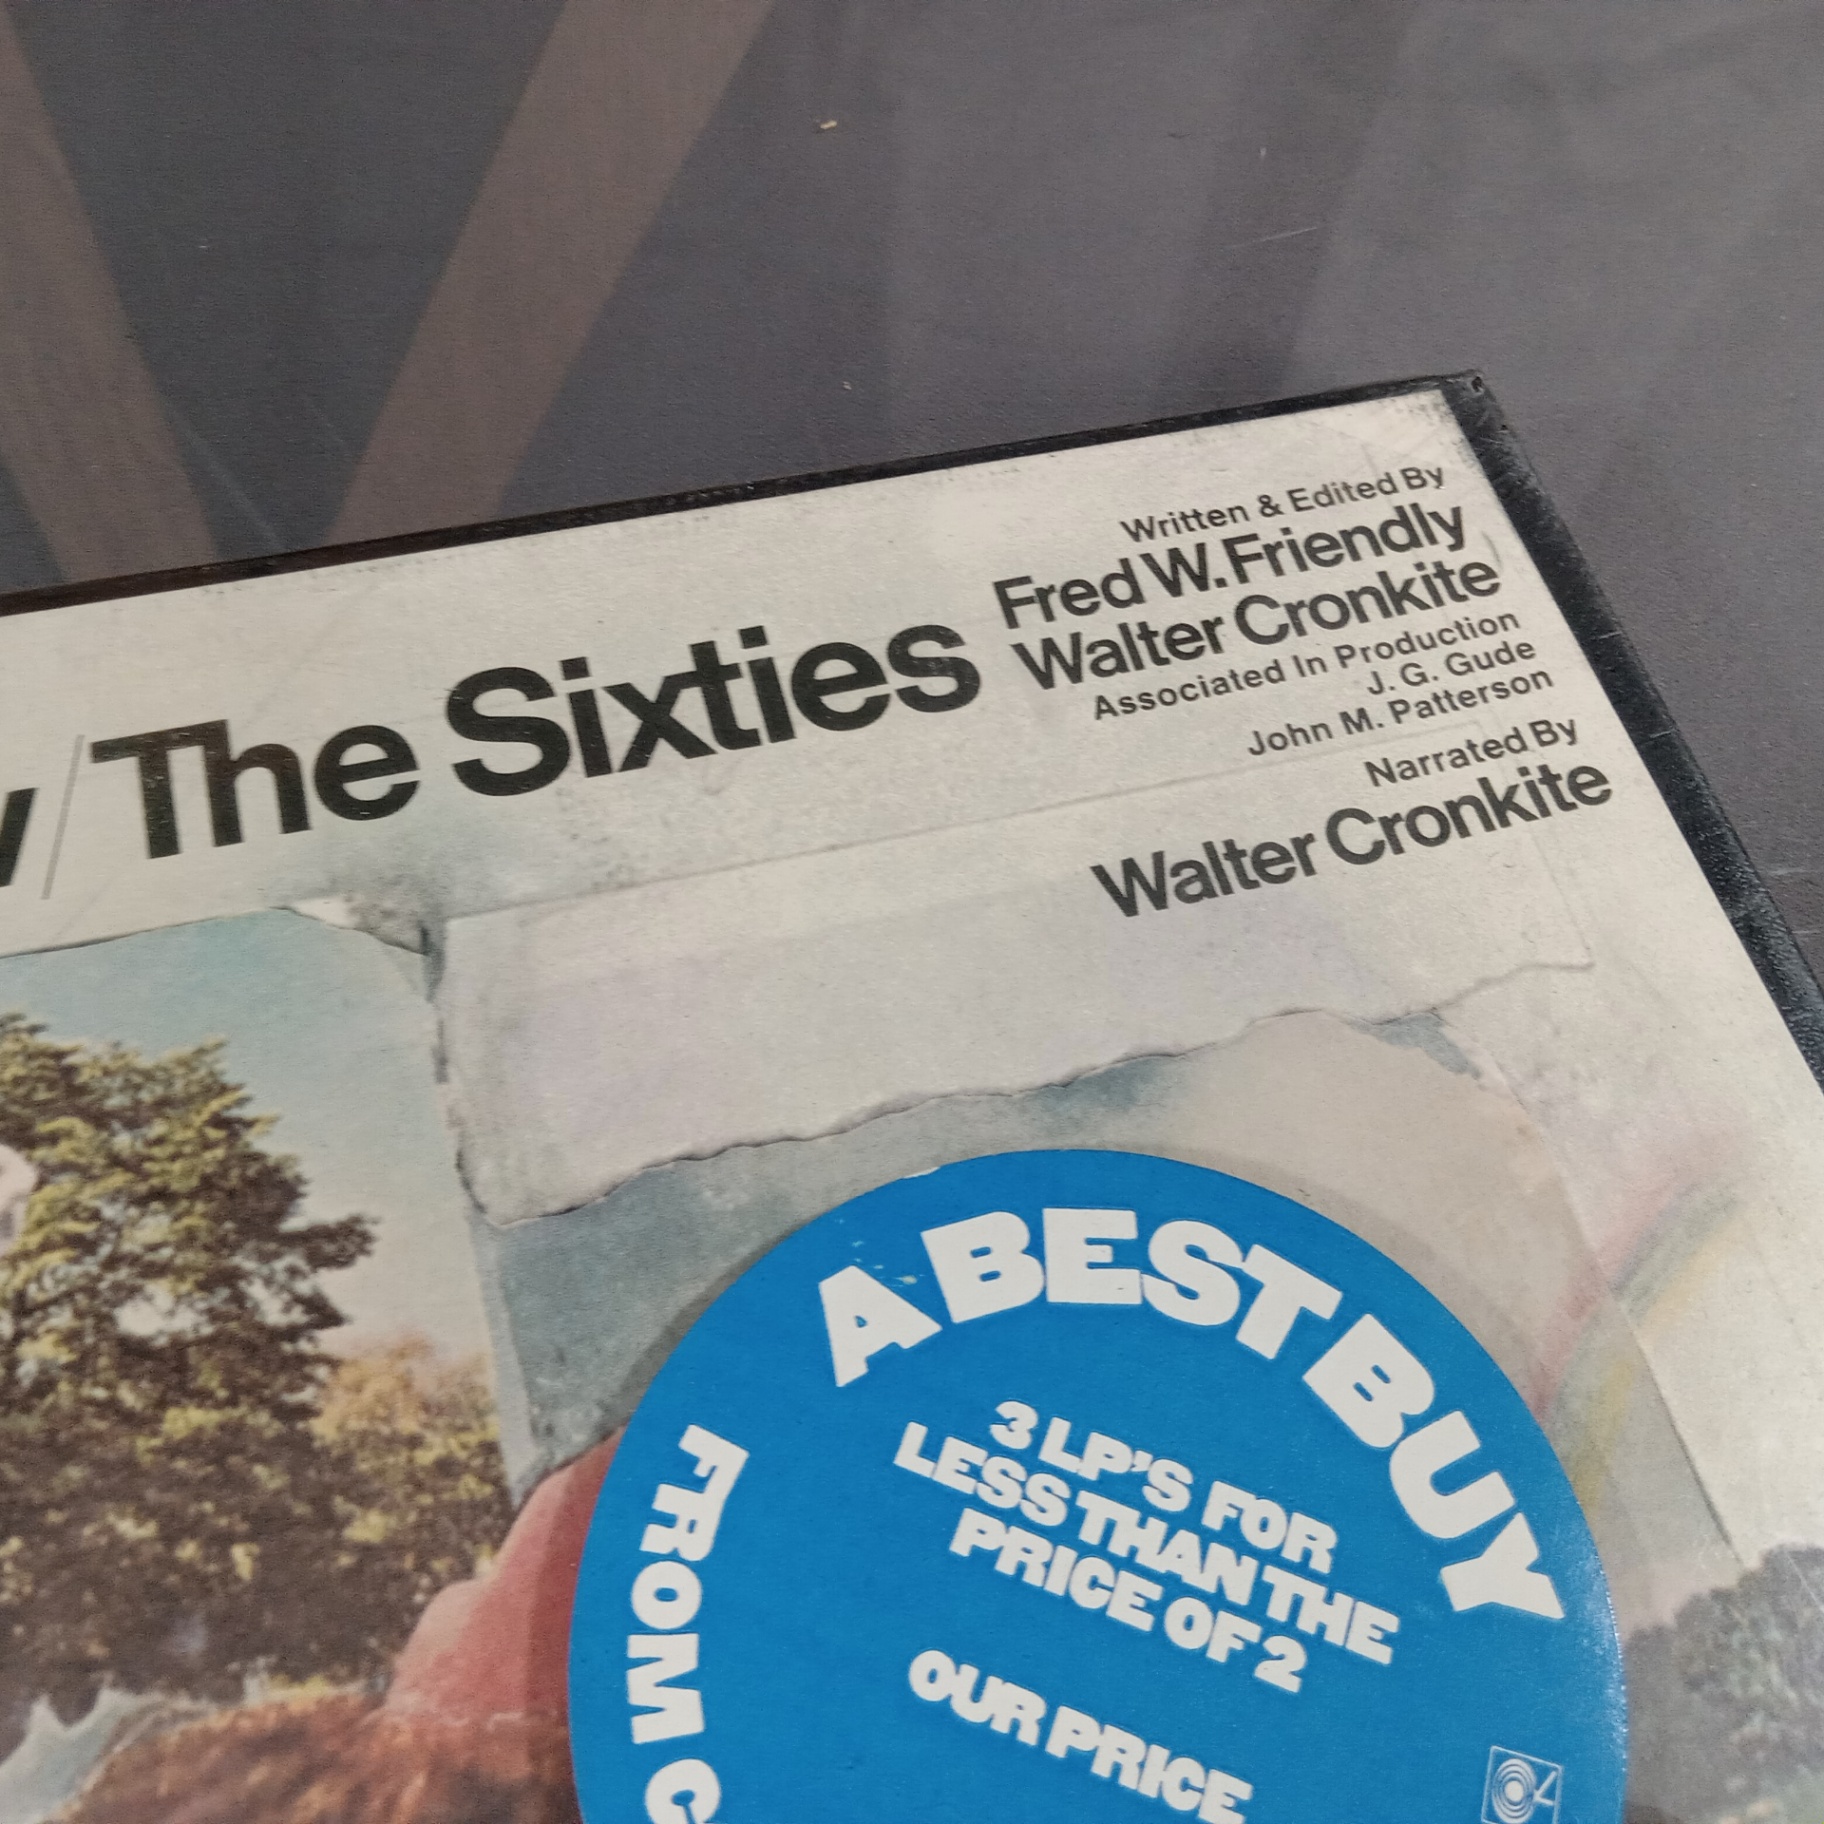 The Sixties
Written & Edited By
Fred W. Friendly
Walter Cronkite
Associated In Production
J. G. Gude
John M. Patterson
Narrated By
Walter Cronkite
A BEST BUY
3 LP'S FOR
LESS THAN THE
PRICE OF 2
OUR PRICE
FROM